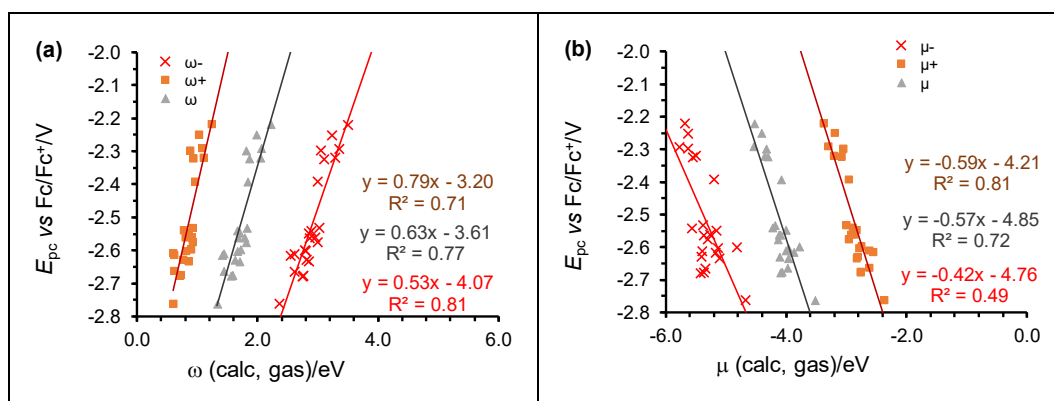 (a)
ω-
ω+
ω
-2.0
-2.1
-2.2
-2.3
-2.4
-2.5
-2.6
-2.7
-2.8
0.0
2.0
4.0
6.0
E_pc vs Fc/Fc⁺/V
ω (calc, gas)/eV
y = 0.79x - 3.20
R² = 0.71
y = 0.63x - 3.61
R² = 0.77
y = 0.53x - 4.07
R² = 0.81
(b)
μ-
μ+
μ
-2.0
-2.1
-2.2
-2.3
-2.4
-2.5
-2.6
-2.7
-2.8
-6.0
-4.0
-2.0
0.0
E_pc vs Fc/Fc⁺/V
μ (calc, gas)/eV
y = -0.59x - 4.21
R² = 0.81
y = -0.57x - 4.85
R² = 0.72
y = -0.42x - 4.76
R² = 0.49